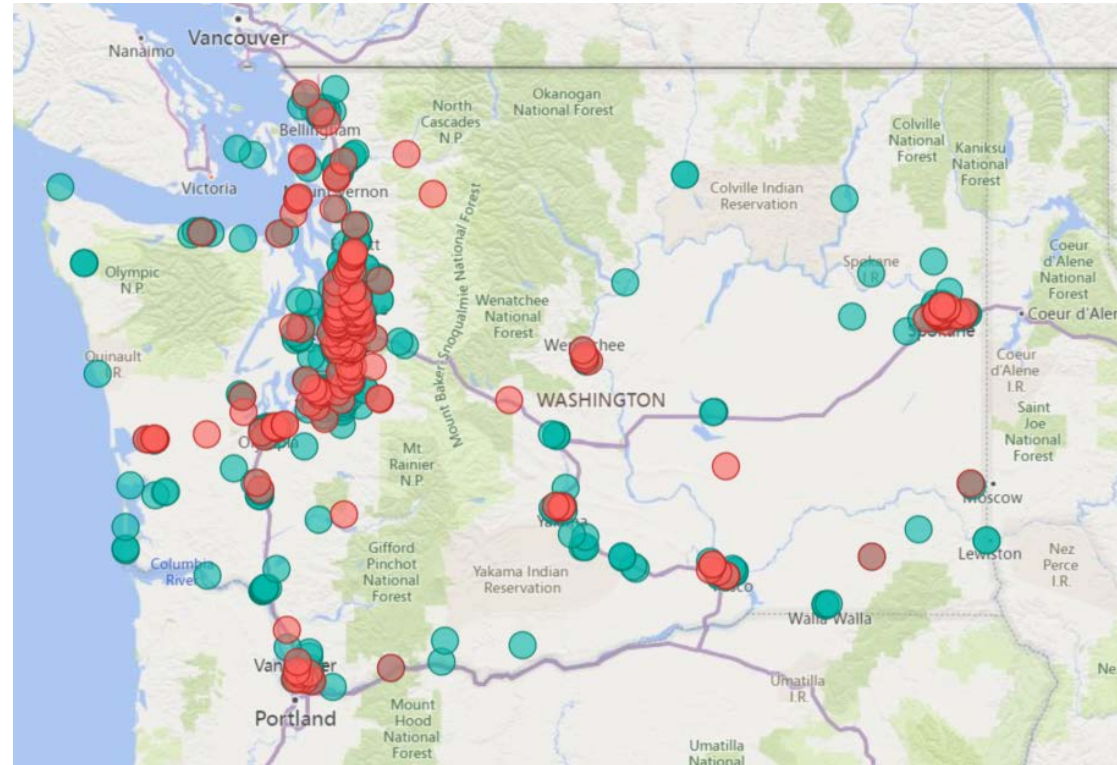 Vancouver
Nanaimo
North
Cascades
N.P.
Okanogan
National Forest
Bellingham
Colville
National
Forest
Kaniksu
National
Forest
Victoria
Colville Indian
Reservation
Mount Baker Snoqualmie National Forest
Olympic
N.P.
Spokane
I.R.
Coeur
d'Alene
National
Forest
Wenatchee
National
Forest
Coeur d'Alen
Spokane
Quinault
I.R.
Coeur
d'Alene
I.R.
WASHINGTON
Saint
Joe
National
Forest
Mt
Rainier
N.P.
Moscow
Gifford
Pinchot
National
Forest
Columbia
River
Yakama Indian
Reservation
Lewiston
Nez
Perce
I.R.
Walla Walla
Umatilla
I.R.
Ne
Portland
Mount
Hood
National
Forest
Umatilla
National